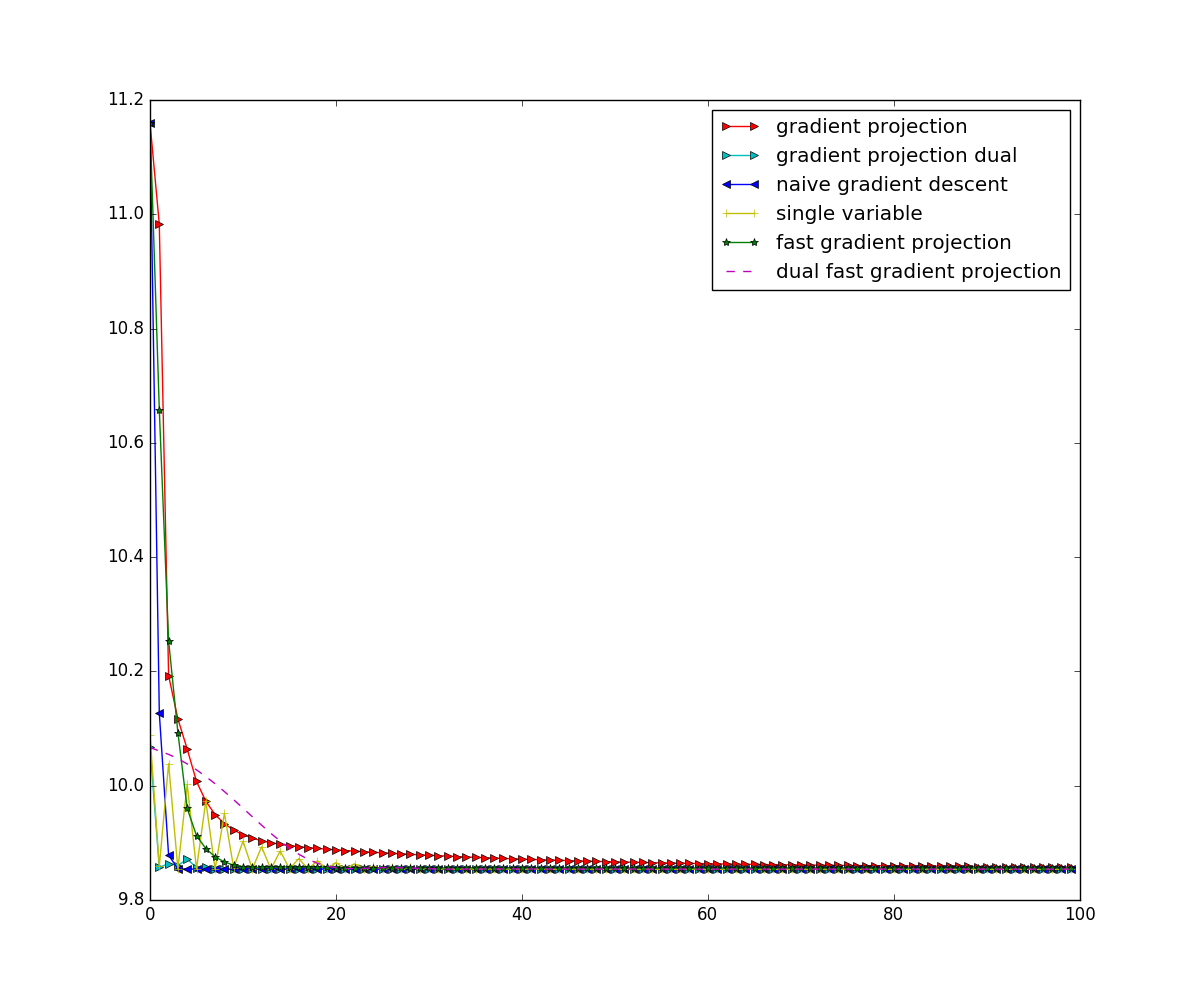 11.2
11.0
10.8
10.6
10.4
10.2
10.0
9.8
0
20
40
60
80
100
gradient projection
gradient projection dual
naive gradient descent
single variable
fast gradient projection
dual fast gradient projection